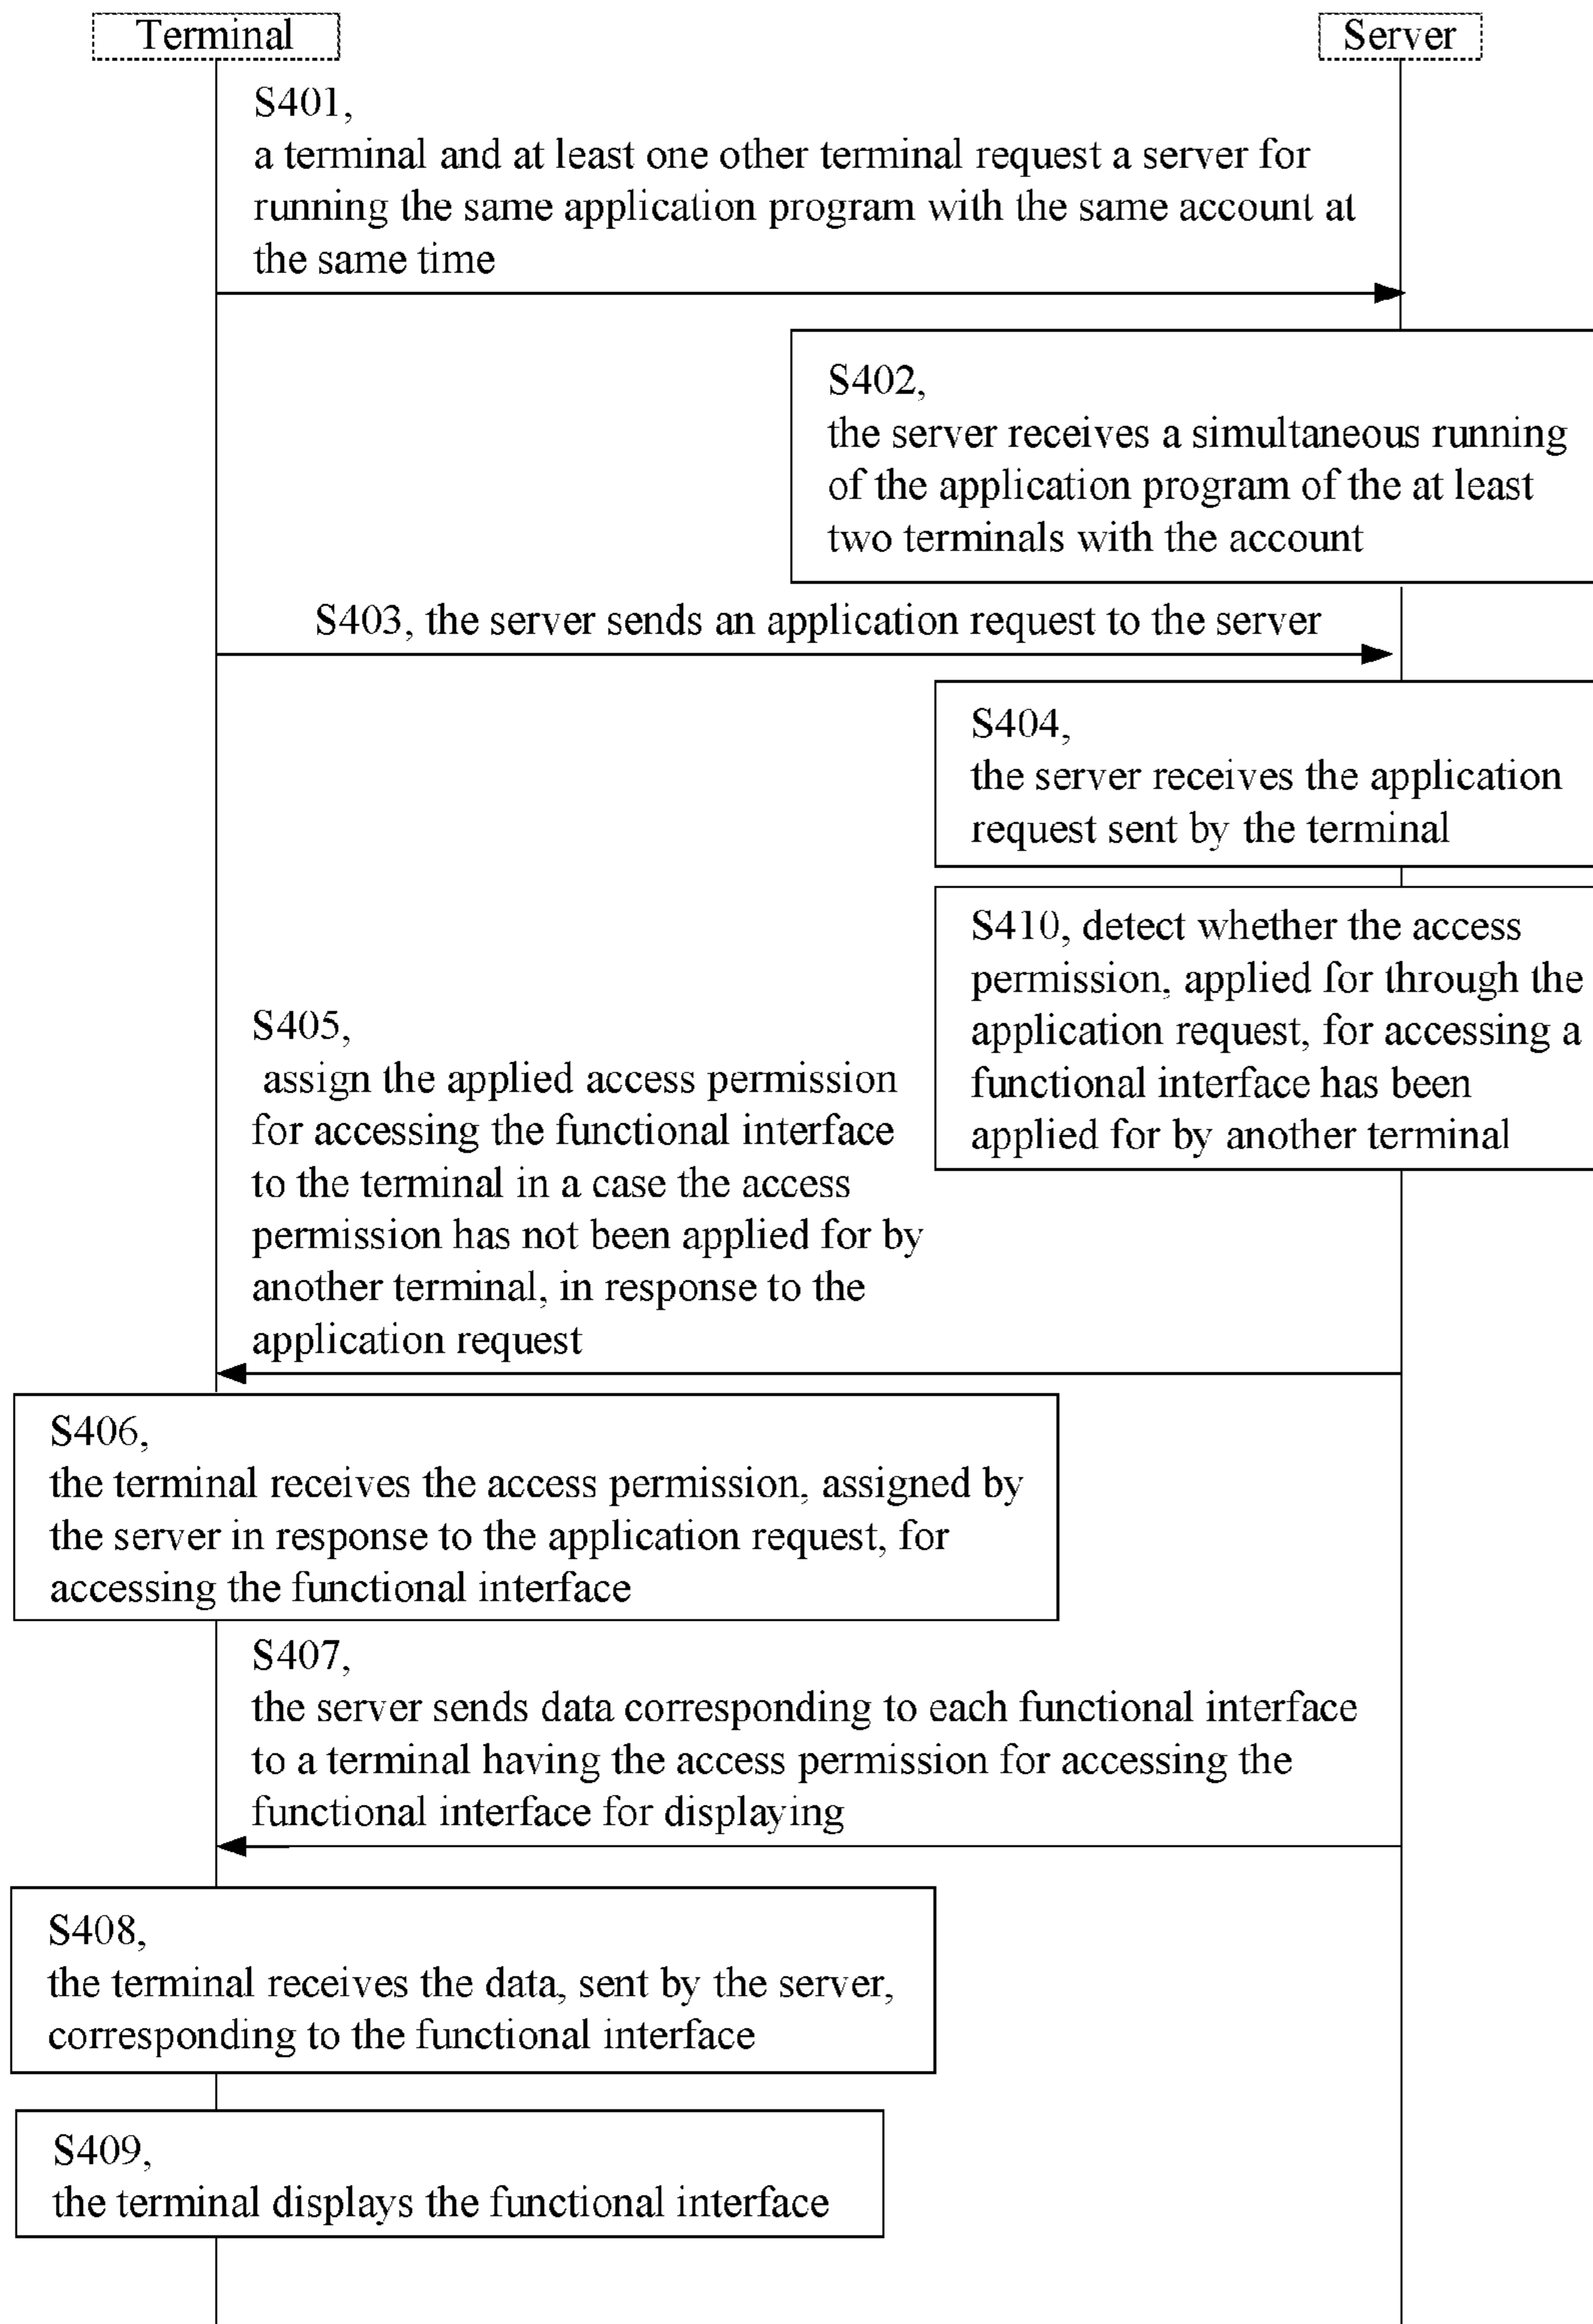 Terminal
Server
S401,
a terminal and at least one other terminal request a server for
running the same application program with the same account at
the same time
S402,
the server receives a simultaneous running
of the application program of the at least
two terminals with the account
S403, the server sends an application request to the server
S404,
the server receives the application
request sent by the terminal
S410, detect whether the access
permission, applied for through the
application request, for accessing a
functional interface has been
applied for by another terminal
S405,
assign the applied access permission
for accessing the functional interface
to the terminal in a case the access
permission has not been applied for by
another terminal, in response to the
application request
S406,
the terminal receives the access permission, assigned by
the server in response to the application request, for
accessing the functional interface
S407,
the server sends data corresponding to each functional interface
to a terminal having the access permission for accessing the
functional interface for displaying
S408,
the terminal receives the data, sent by the server,
corresponding to the functional interface
S409,
the terminal displays the functional interface